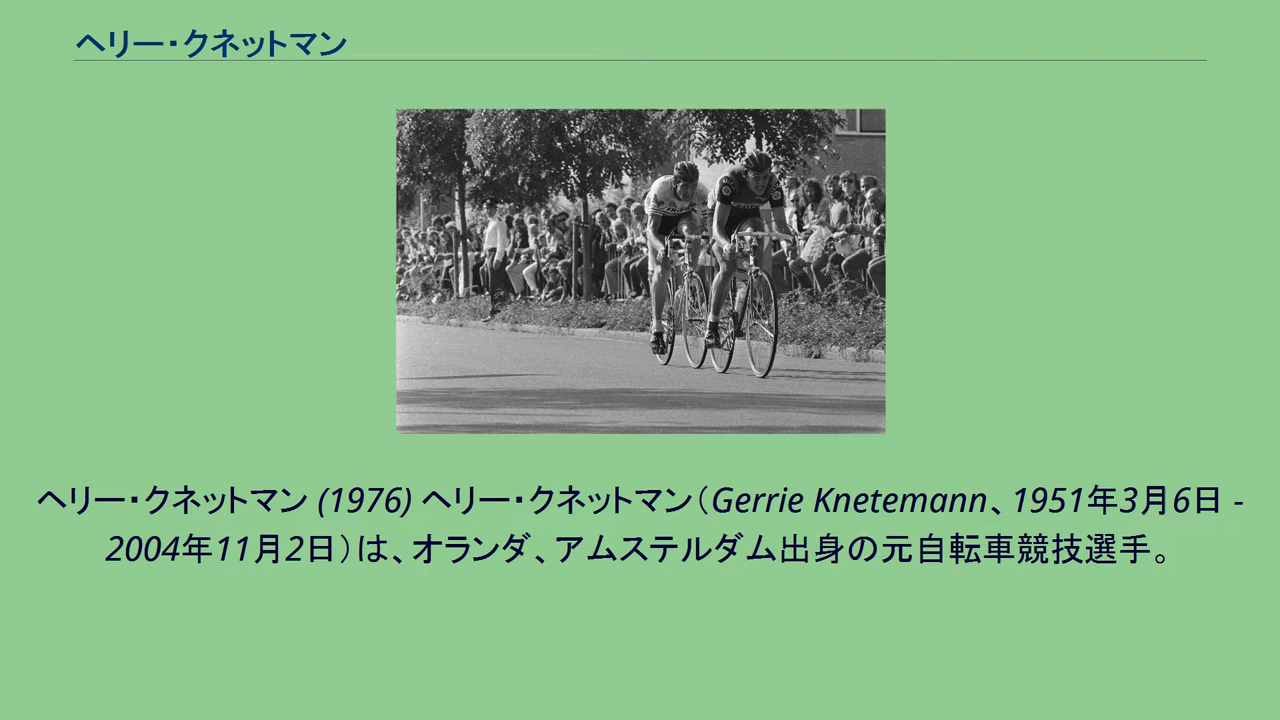 ヘリー・クネットマン
ヘリー・クネットマン (1976) ヘリー・クネットマン（Gerrie Knetemann、1951年3月6日 -
2004年11月2日）は、オランダ、アムステルダム出身の元自転車競技選手。